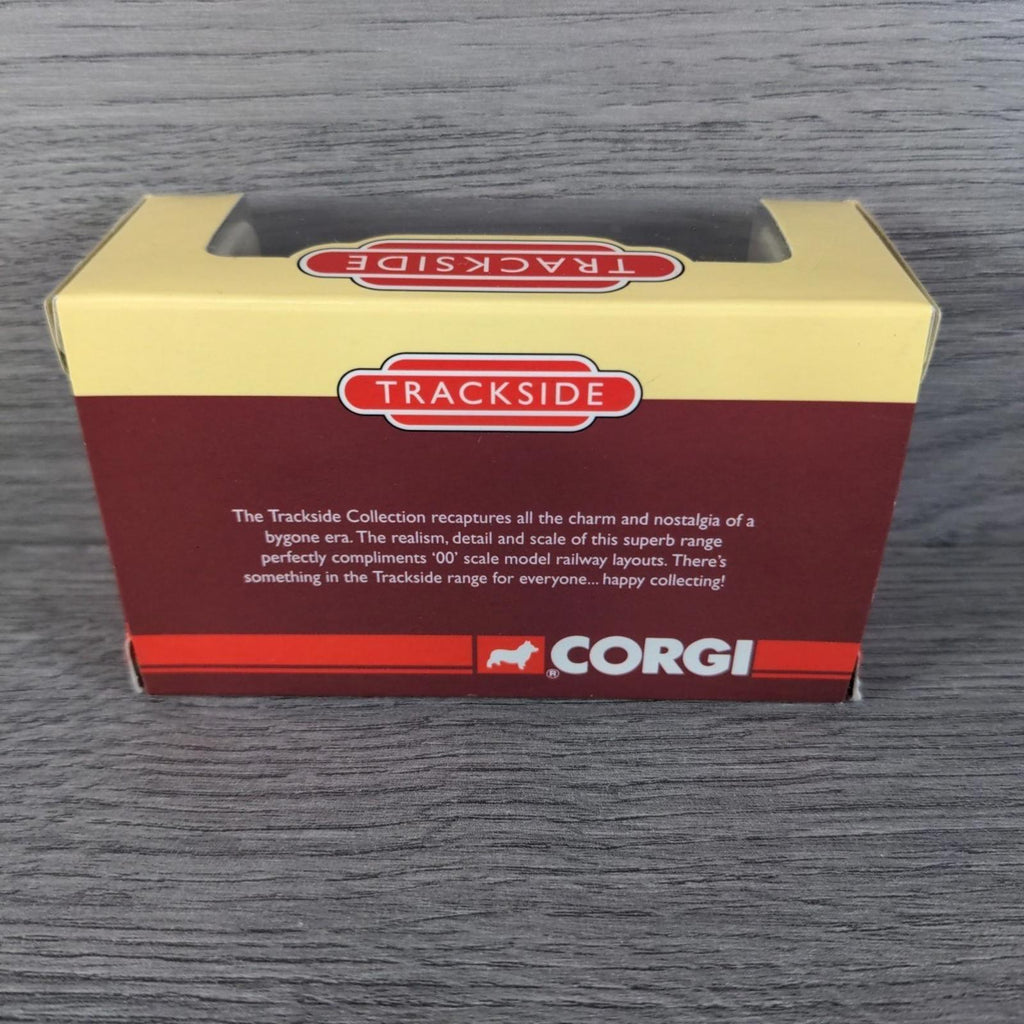 TRACKSIDE
TRACKSIDE
The Trackside Collection recaptures all the charm and nostalgia of a
bygone era. The realism, detail and scale of this superb range
perfectly compliments ‘00’ scale model railway layouts. There’s
something in the Trackside range for everyone... happy collecting!
® CORGI